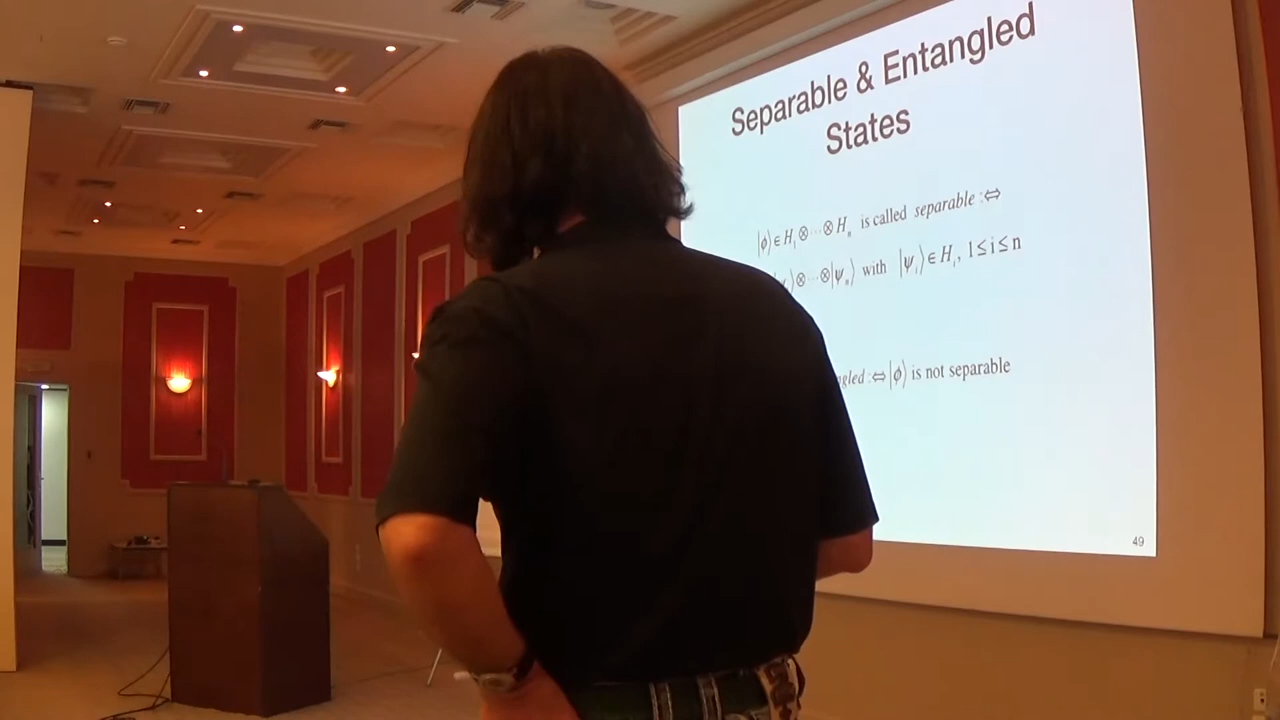 Separable & Entangled
States
|ϕ⟩∈H₁⊗···⊗Hₙ is called separable :⇔
⟩⊗···⊗|ψₙ⟩ with |ψᵢ⟩∈Hᵢ, 1≤i≤n
:⇔|ϕ⟩ is not separable
49